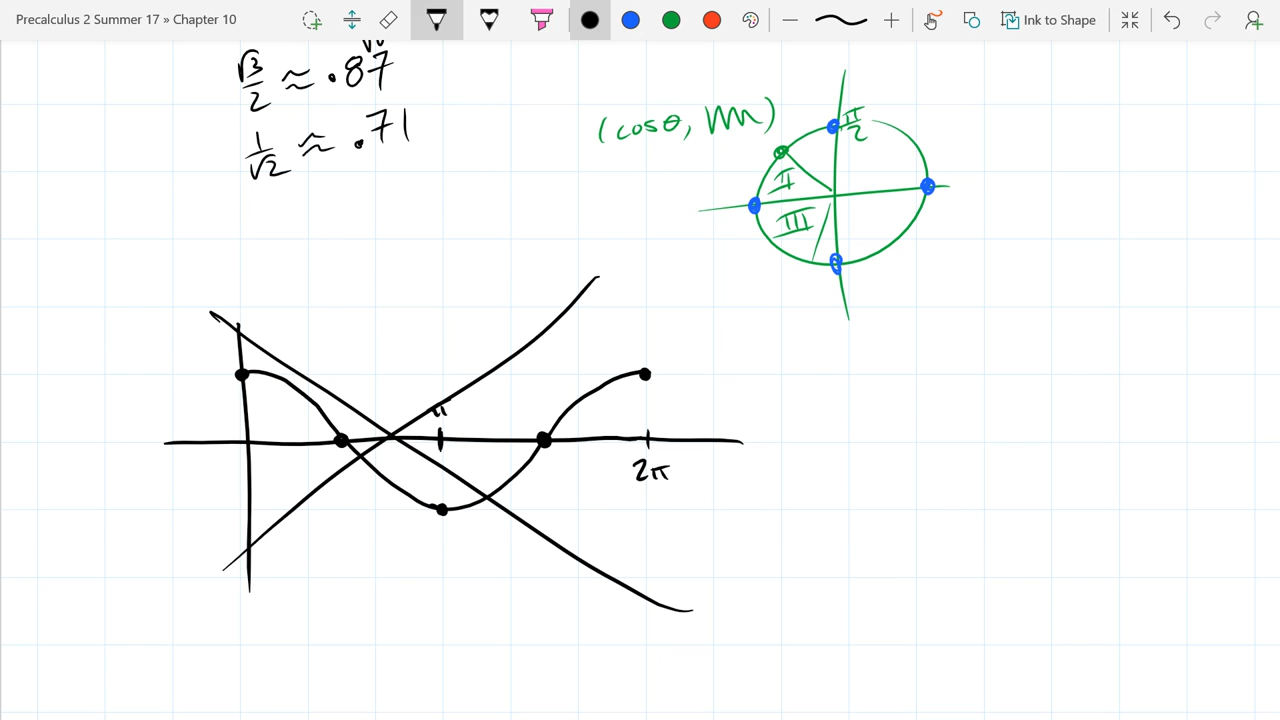 Precalculus 2 Summer 17 » Chapter 10
Ink to Shape
√3/2 ≈ .87
1/√2 ≈ .71
(cosθ,
π/2
II
III
π
2π